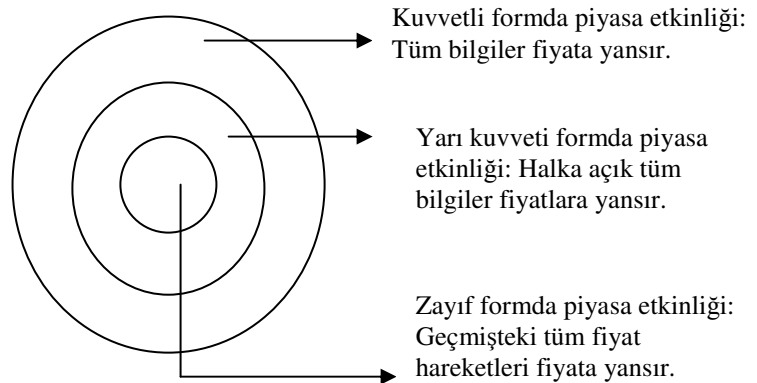 Kuvvetli formda piyasa etkinliği:
Tüm bilgiler fiyata yansır.
Yarı kuvveti formda piyasa
etkinliği: Halka açık tüm
bilgiler fiyatlara yansır.
Zayıf formda piyasa etkinliği:
Geçmişteki tüm fiyat
hareketleri fiyata yansır.